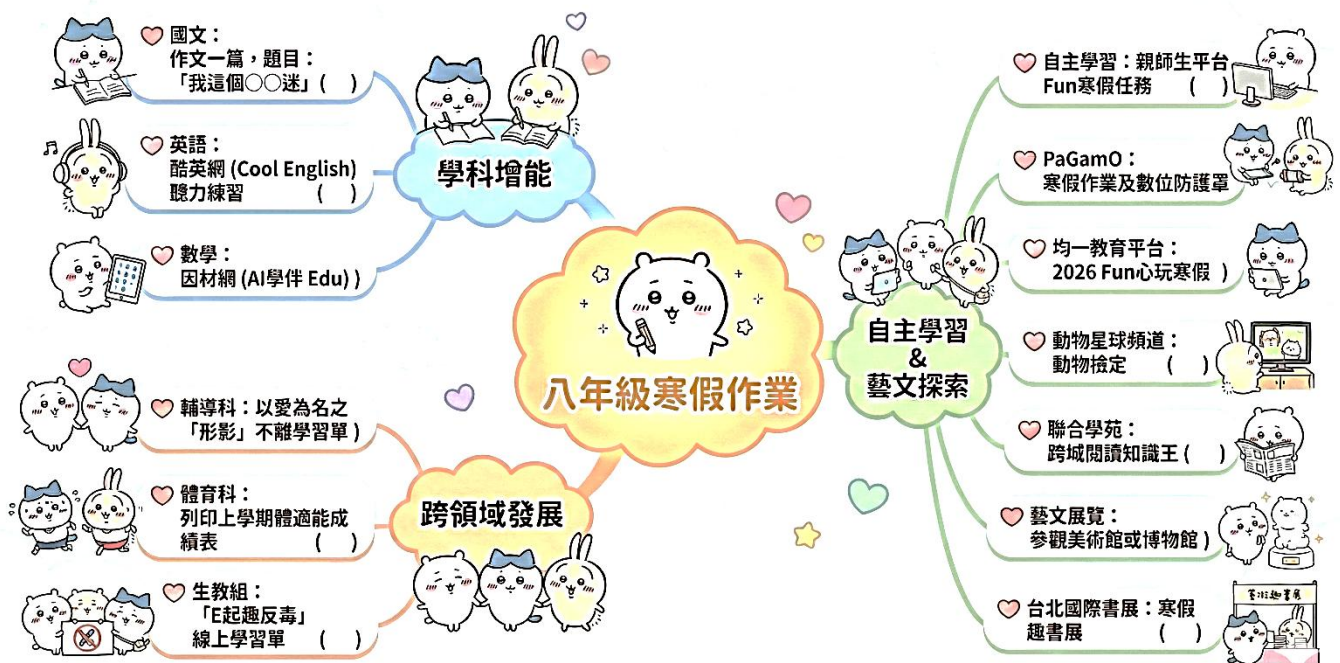 八年級寒假作業
學科增能
國文：
作文一篇，題目：
「我這個○○迷」(　)
英語：
酷英網 (Cool English)
聽力練習 (　)
數學：
因材網 (AI學伴 Edu) )
跨領域發展
輔導科：以愛為名之
「形影」不離學習單 )
體育科：
列印上學期體適能成
績表 (　)
生教組：
「E起趣反毒」
線上學習單 (　)
自主學習
&
藝文探索
自主學習：親師生平台
Fun寒假任務 (　)
PaGamO：
寒假作業及數位防護罩
均一教育平台：
2026 Fun心玩寒假 )
動物星球頻道：
動物檢定 (　)
聯合學苑：
跨城閱讀知識王 (　)
藝文展覽：
參觀美術館或博物館 )
台北國際書展：寒假
趣書展 (　)